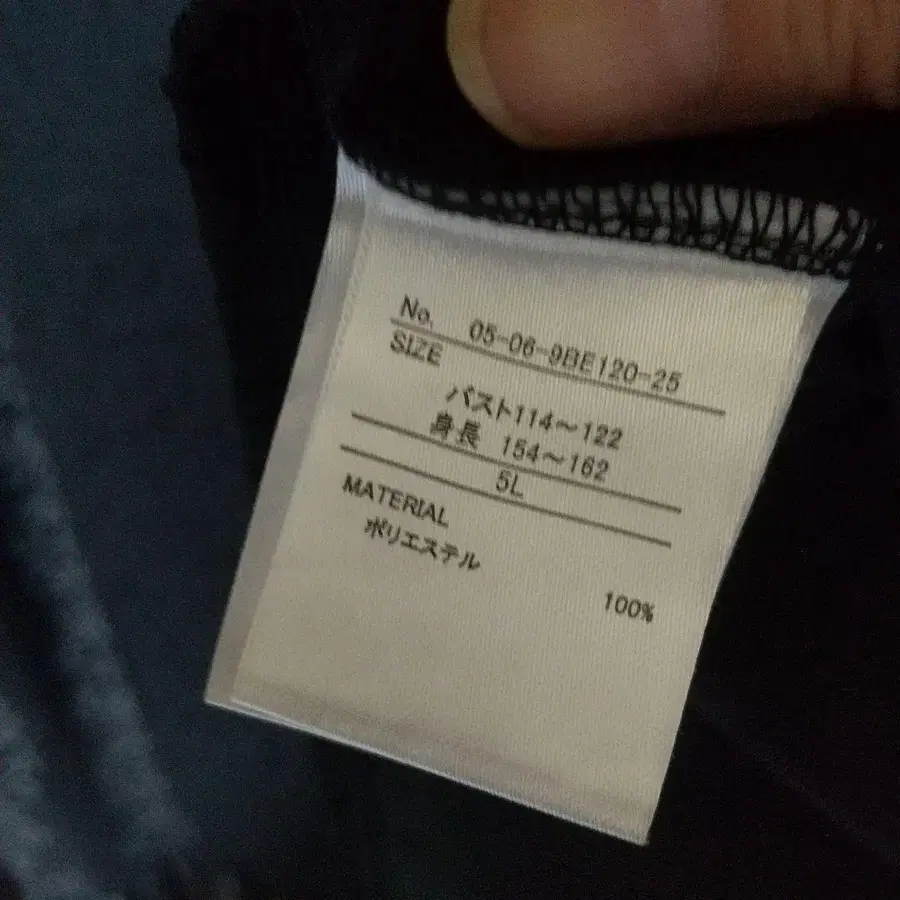 No. 05-06-9BE120-25
SIZE
バスト114〜122
身長 154〜162
5L
MATERIAL
ポリエステル
100%